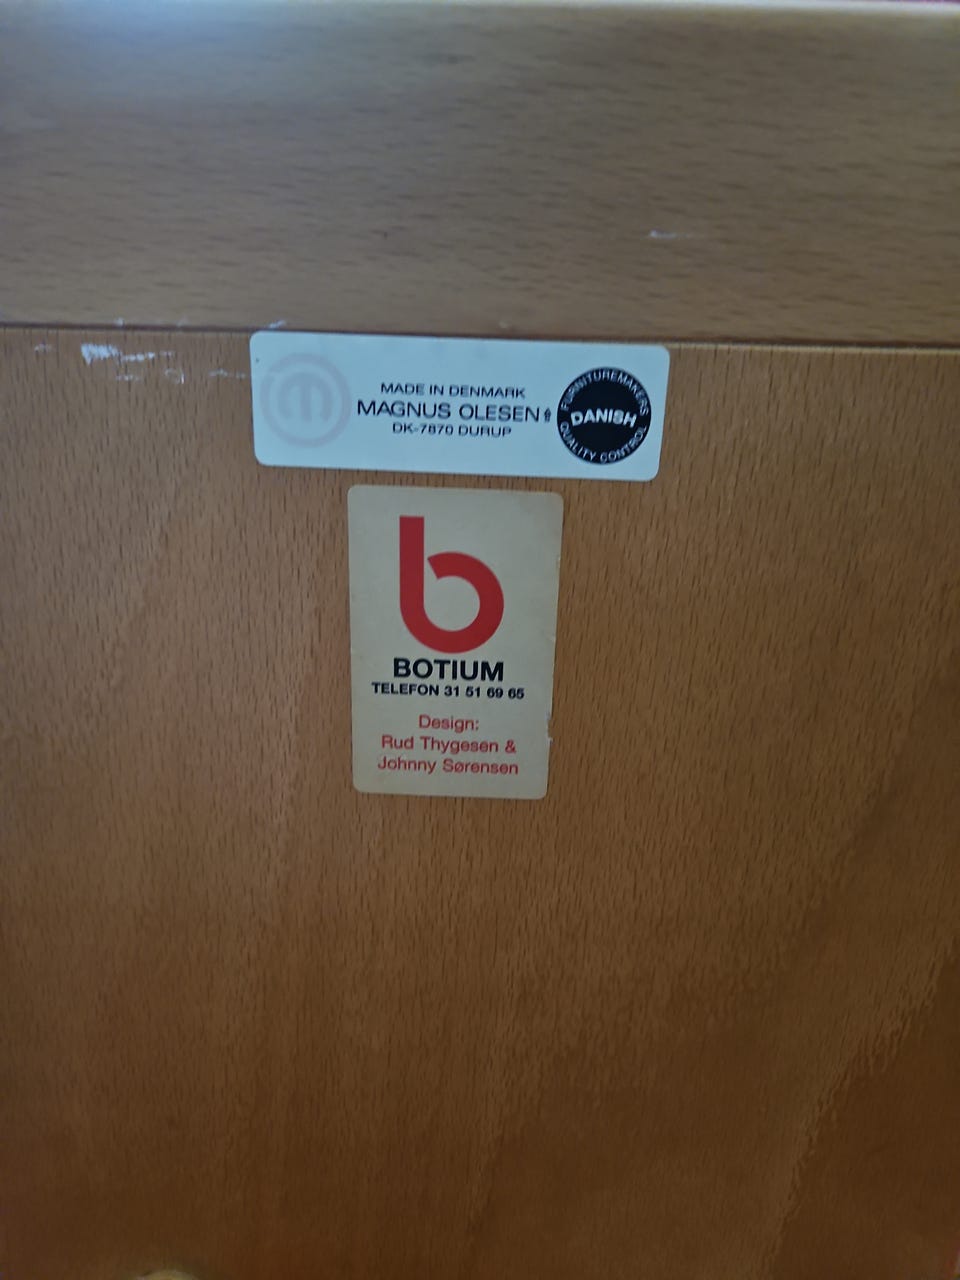 MADE IN DENMARK
MAGNUS OLESEN
DK-7870 DURUP
FURNITUREMAKERS
DANISH
QUALITY CONTROL
b
BOTIUM
TELEFON 31 51 69 65
Design:
Rud Thygesen &
Johnny Sørensen